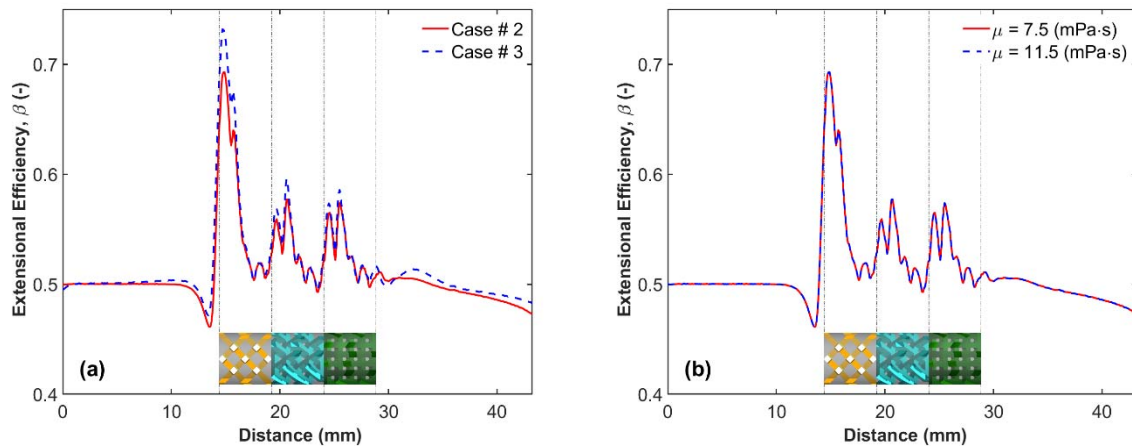 Extensional Efficiency, β (-)
0.7
0.6
0.5
0.4
Case # 2
Case # 3
(a)
0 10 20 30 40
Distance (mm)
Extensional Efficiency, β (-)
0.7
0.6
0.5
0.4
μ = 7.5 (mPa·s)
μ = 11.5 (mPa·s)
(b)
0 10 20 30 40
Distance (mm)